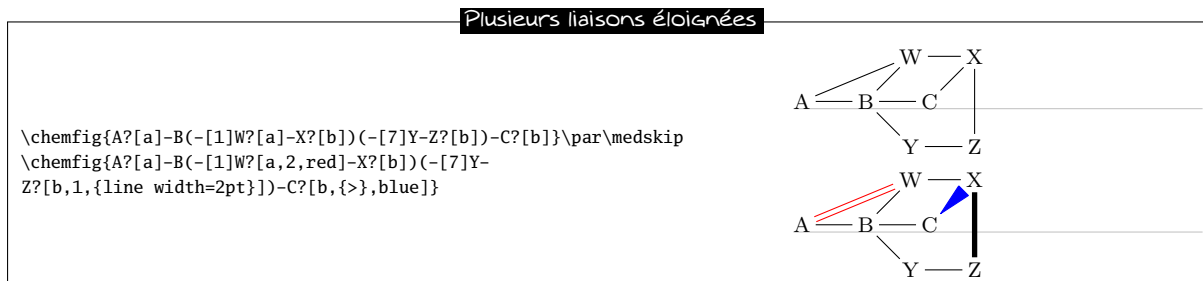 Plusieurs liaisons éloignées
\chemfig{A?[a]-B(-[1]W?[a]-X?[b])(-[7]Y-Z?[b])-C?[b]}\par\medskip
\chemfig{A?[a]-B(-[1]W?[a,2,red]-X?[b])(-[7]Y-
Z?[b,1,{line width=2pt}])-C?[b,{>},blue]}
W X
A B C
Y Z
W X
A B C
Y Z